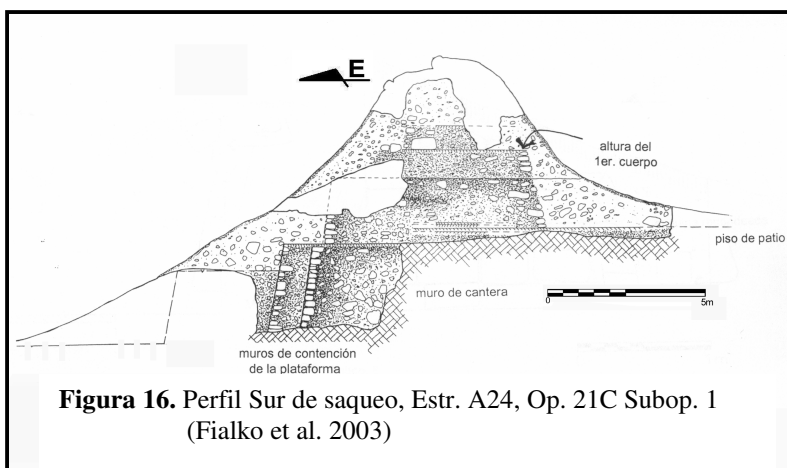 E
altura del
1er. cuerpo
piso de patio
muro de cantera
0 5m
muros de contención
de la plataforma
Figura 16. Perfil Sur de saqueo, Estr. A24, Op. 21C Subop. 1
(Fialko et al. 2003)